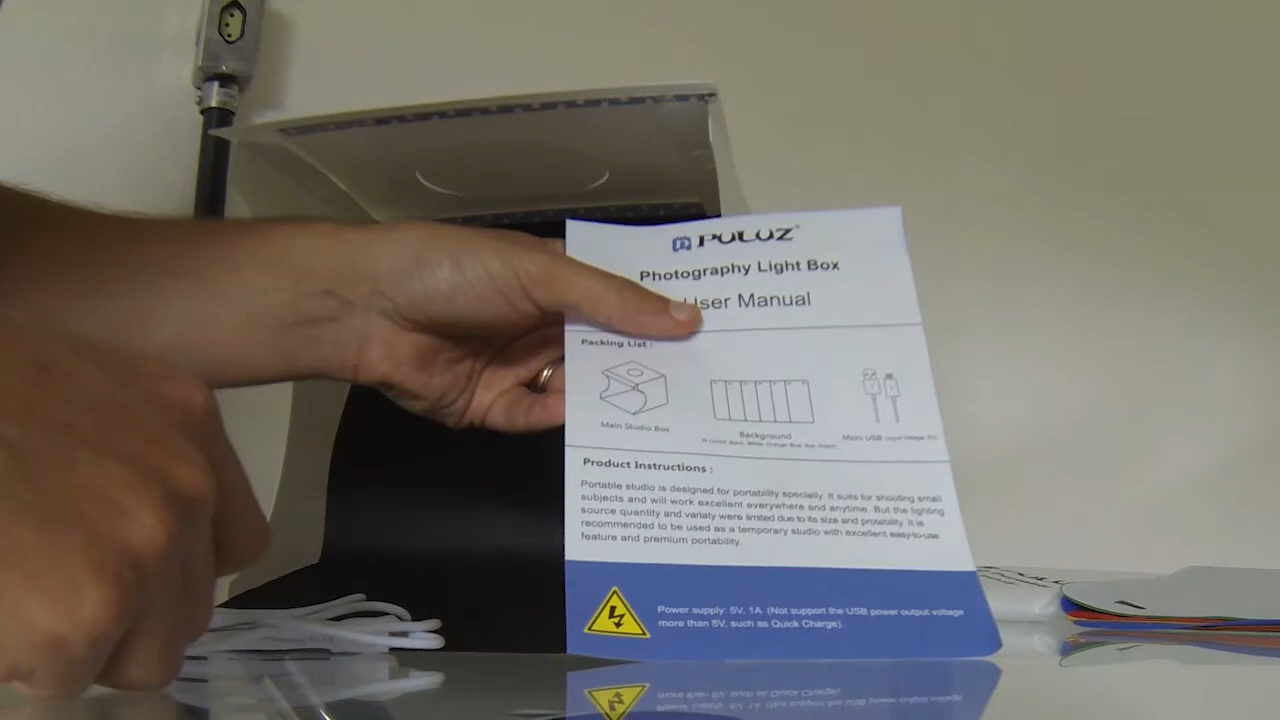 PULUZ®
Photography Light Box
User Manual
Packing List :
Main Studio Box
Background
Micro USB
Product Instructions :
Portable studio is designed for portability specially. It suits for shooting small
subjects and will work excellent everywhere and anytime. But the lighting
source quantity and variaty were limited due to its size and protability. It is
recommended to be used as a temporary studio with excellent easy-to-use
feature and premium portability.
Power supply: 5V, 1A (Not support the USB power output voltage
more than 5V, such as Quick Charge).